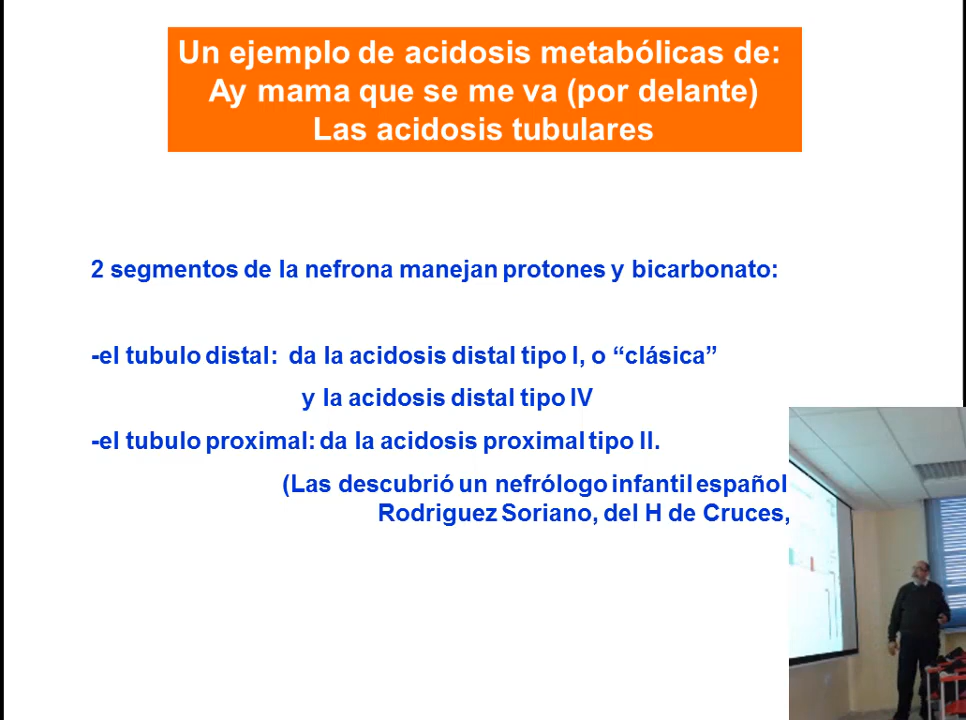 Un ejemplo de acidosis metabólicas de:
Ay mama que se me va (por delante)
Las acidosis tubulares
2 segmentos de la nefrona manejan protones y bicarbonato:
-el tubulo distal: da la acidosis distal tipo I, o “clásica”
y la acidosis distal tipo IV
-el tubulo proximal: da la acidosis proximal tipo II.
(Las descubrió un nefrólogo infantil español
Rodriguez Soriano, del H de Cruces,